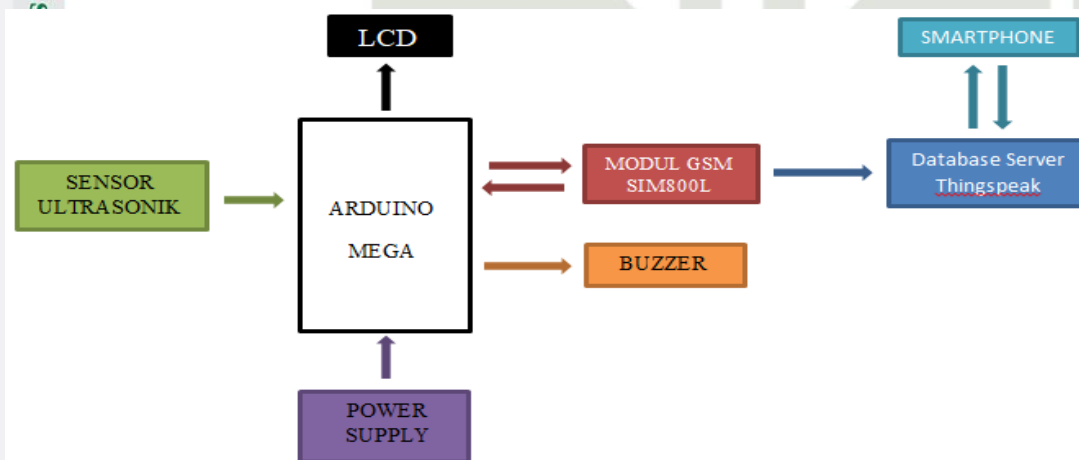 LCD
SMARTPHONE
SENSOR
ULTRASONIK
ARDUINO
MEGA
MODUL GSM
SIM800L
Database Server
Thingspeak
BUZZER
POWER
SUPPLY